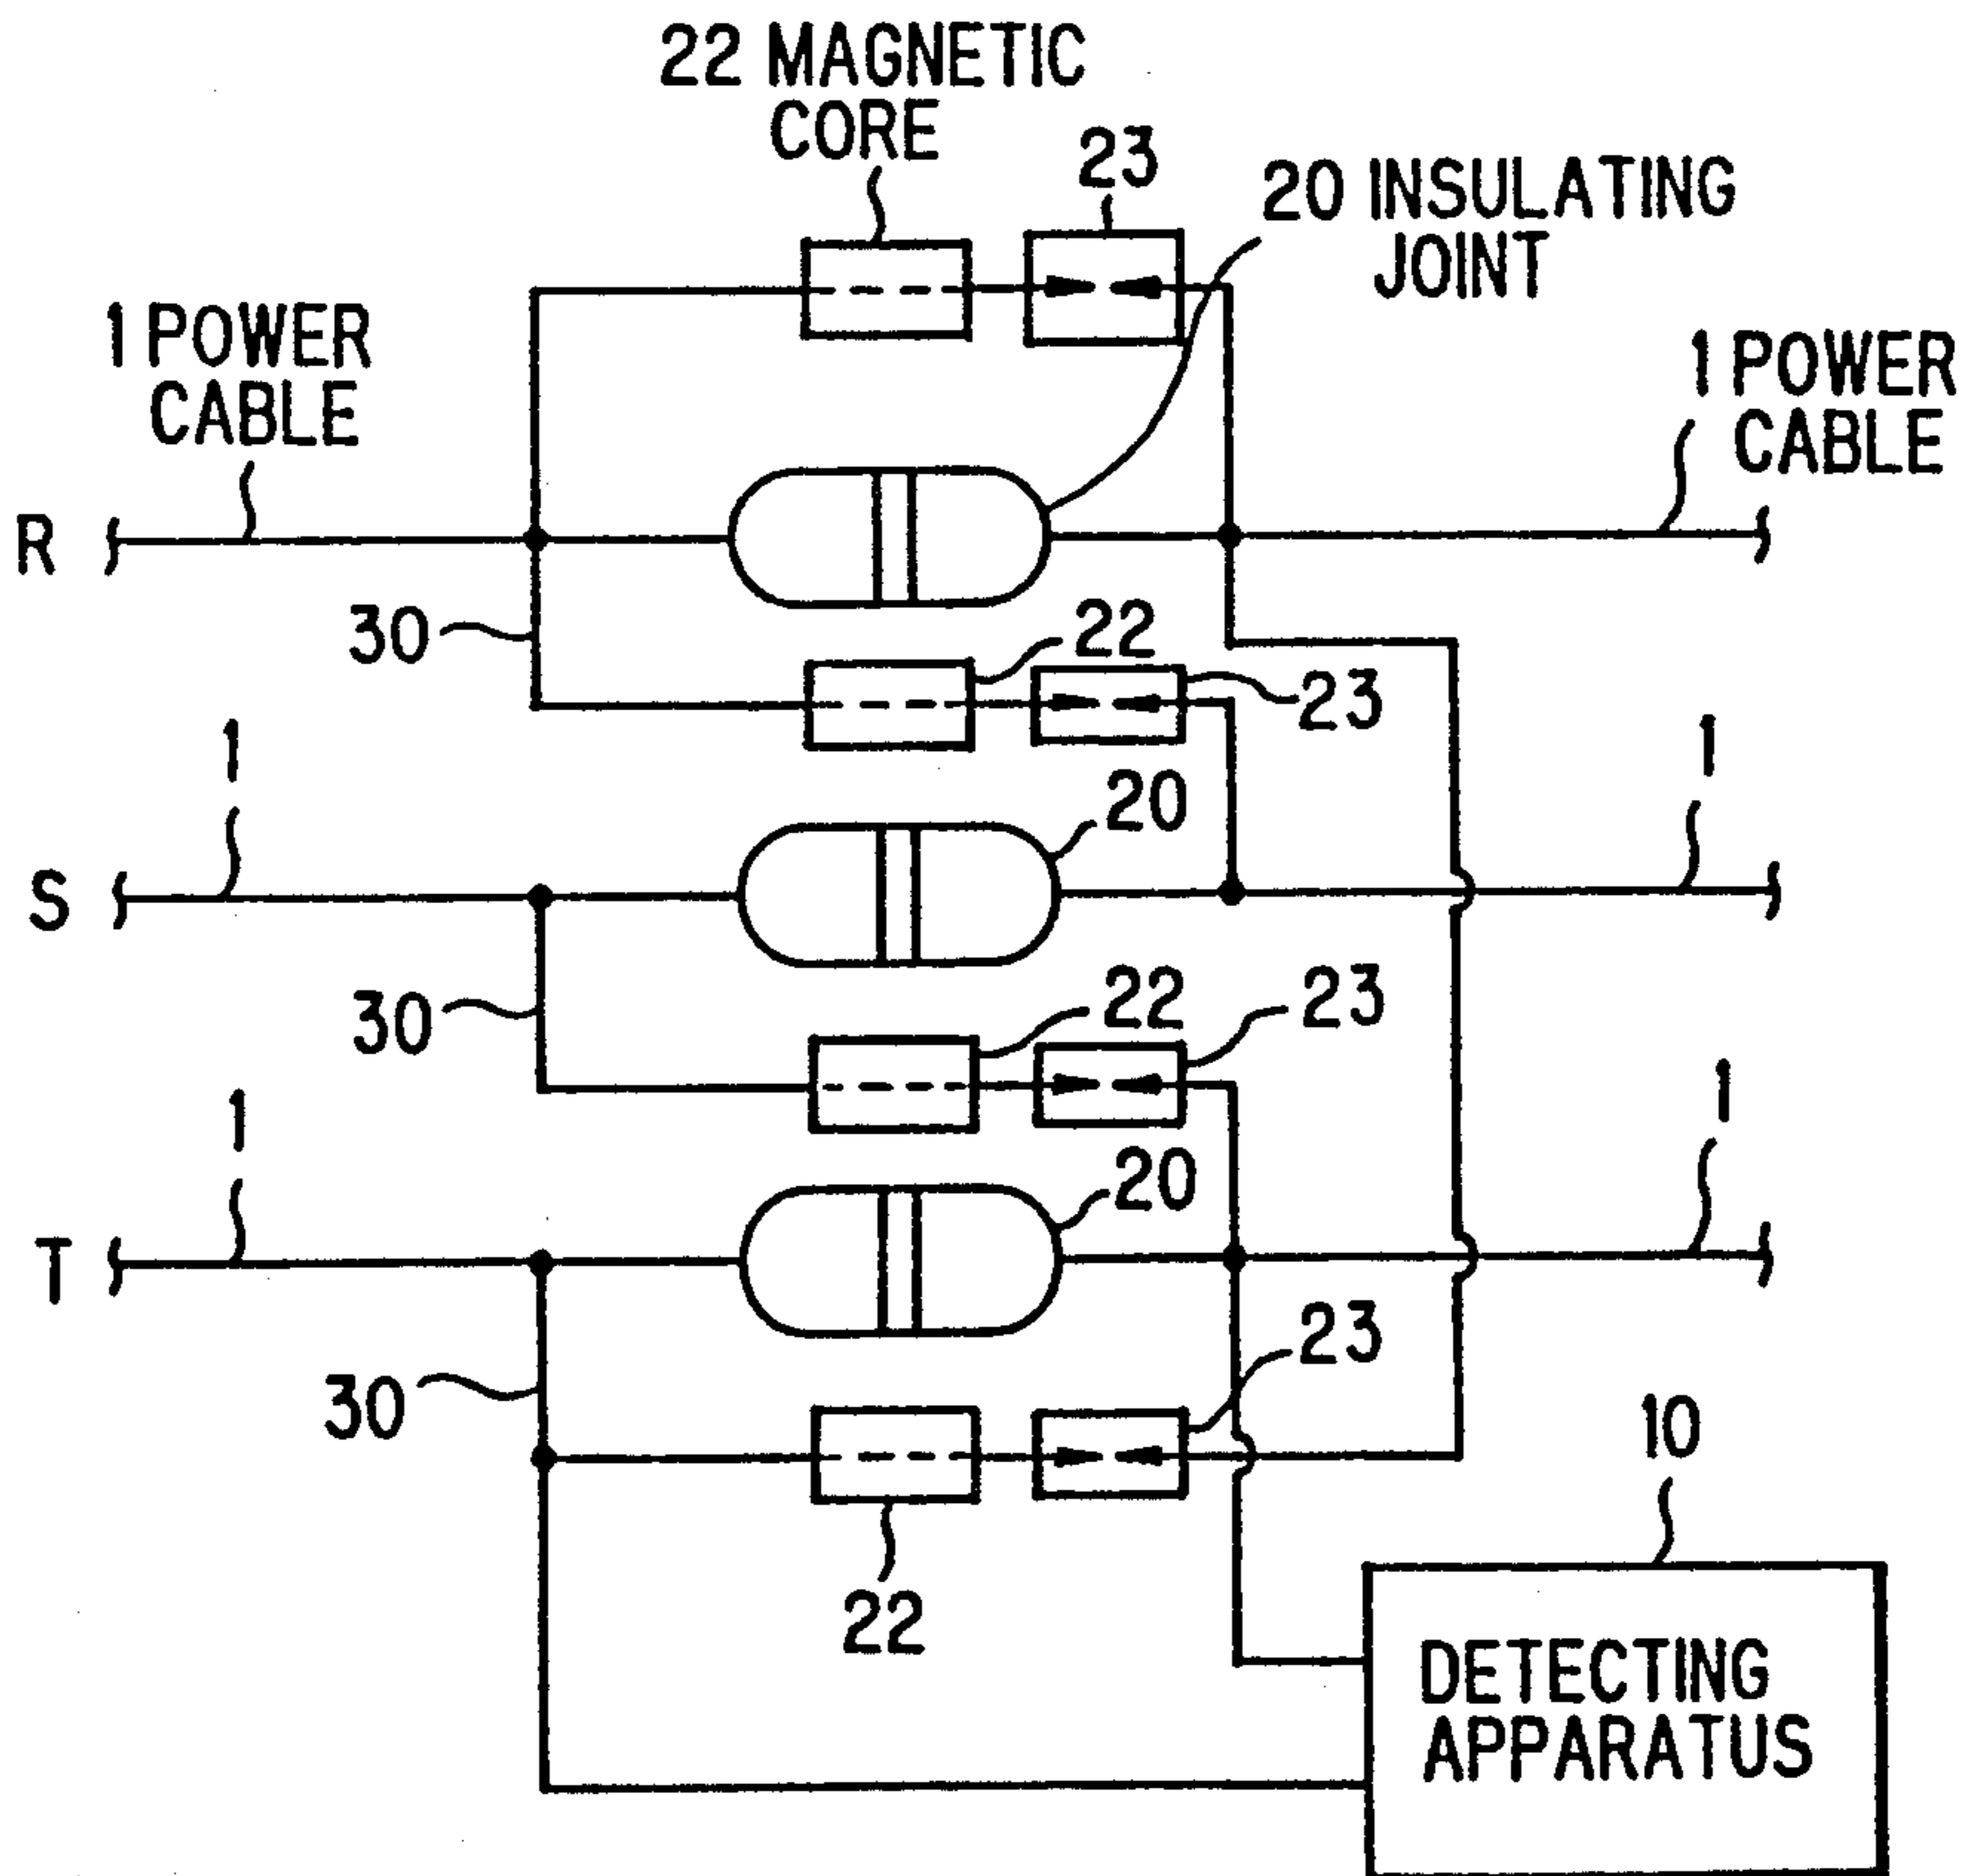 22 MAGNETIC
CORE
23
20 INSULATING
JOINT
1 POWER
CABLE
1 POWER
CABLE
R
30
22
23
1
1
20
S
30
22
23
1
1
20
T
30
23
10
22
DETECTING
APPARATUS